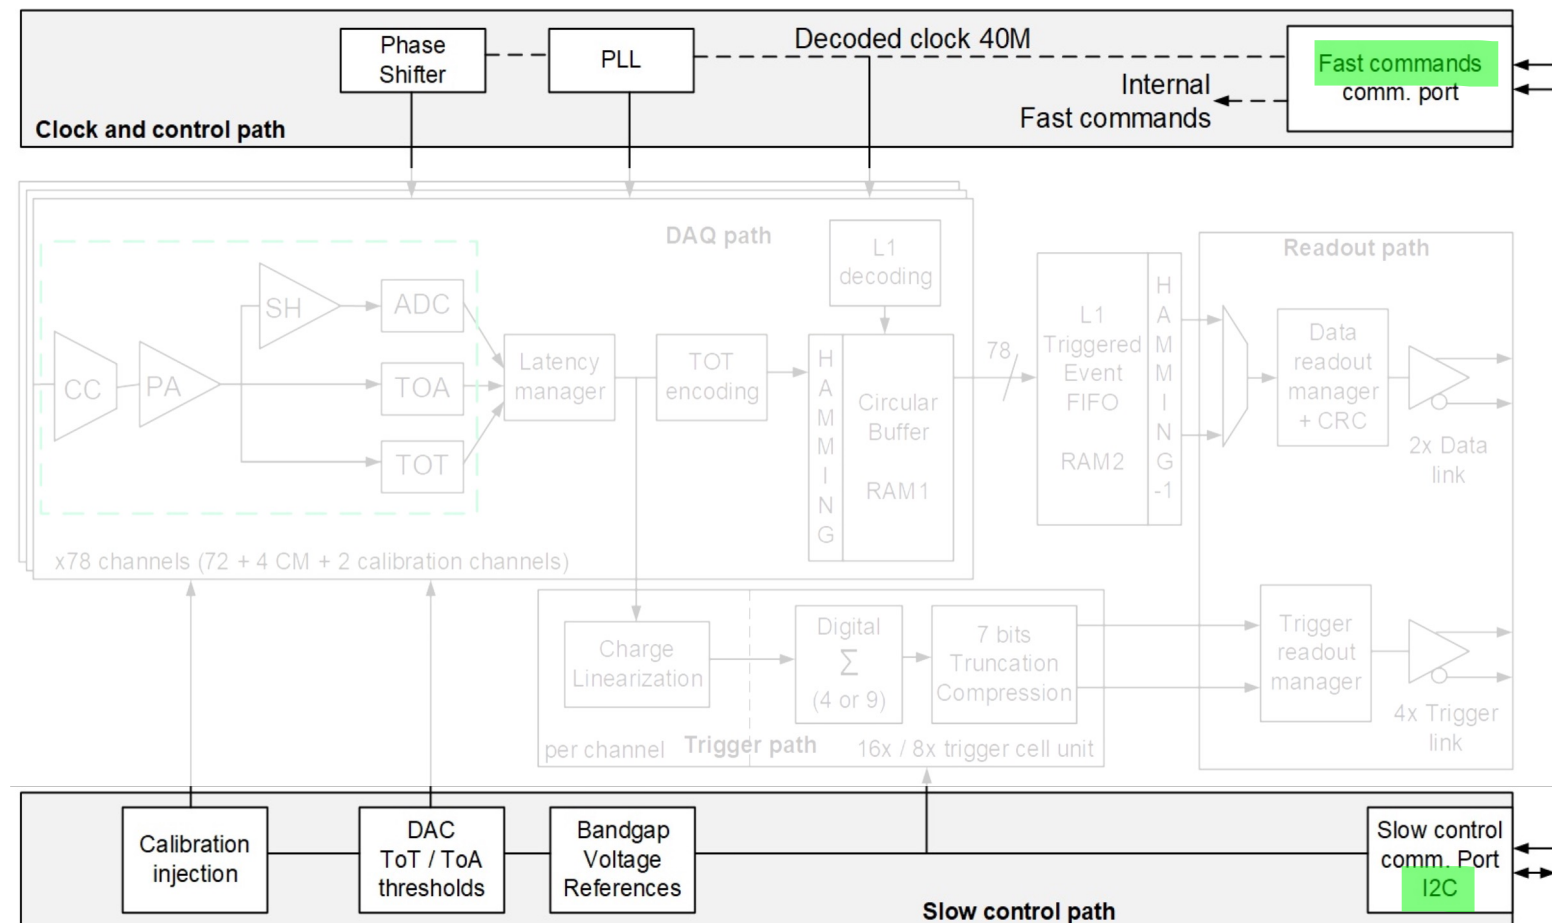 Phase
Shifter
PLL
Decoded clock 40M
Internal
Fast commands
Fast commands
comm. port
Clock and control path
DAQ path
L1
decoding
Readout path
SH
ADC
CC
PA
TOA
TOT
Latency
manager
TOT
encoding
HAMMING
Circular
Buffer
RAM1
78
L1
Triggered
Event
FIFO
RAM2
HAMMING
-1
Data
readout
manager
+ CRC
2x Data
link
x78 channels (72 + 4 CM + 2 calibration channels)
Charge
Linearization
Digital
Σ
(4 or 9)
7 bits
Truncation
Compression
Trigger
readout
manager
4x Trigger
link
per channel
Trigger path
16x / 8x trigger cell unit
Calibration
injection
DAC
ToT / ToA
thresholds
Bandgap
Voltage
References
Slow control
comm. Port
I2C
Slow control path